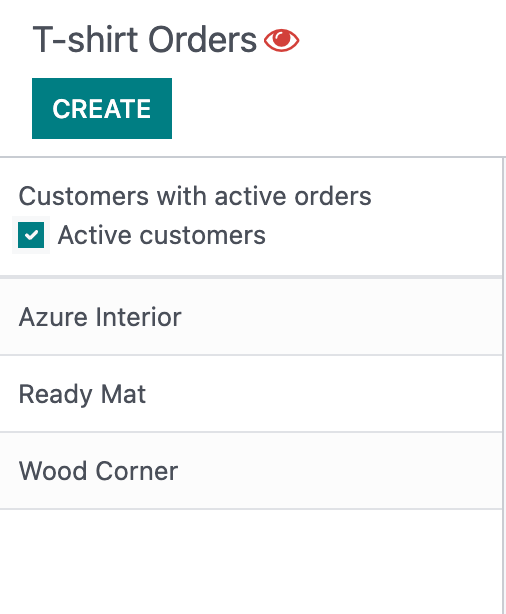 T-shirt Orders
CREATE
Customers with active orders
Active customers
Azure Interior
Ready Mat
Wood Corner